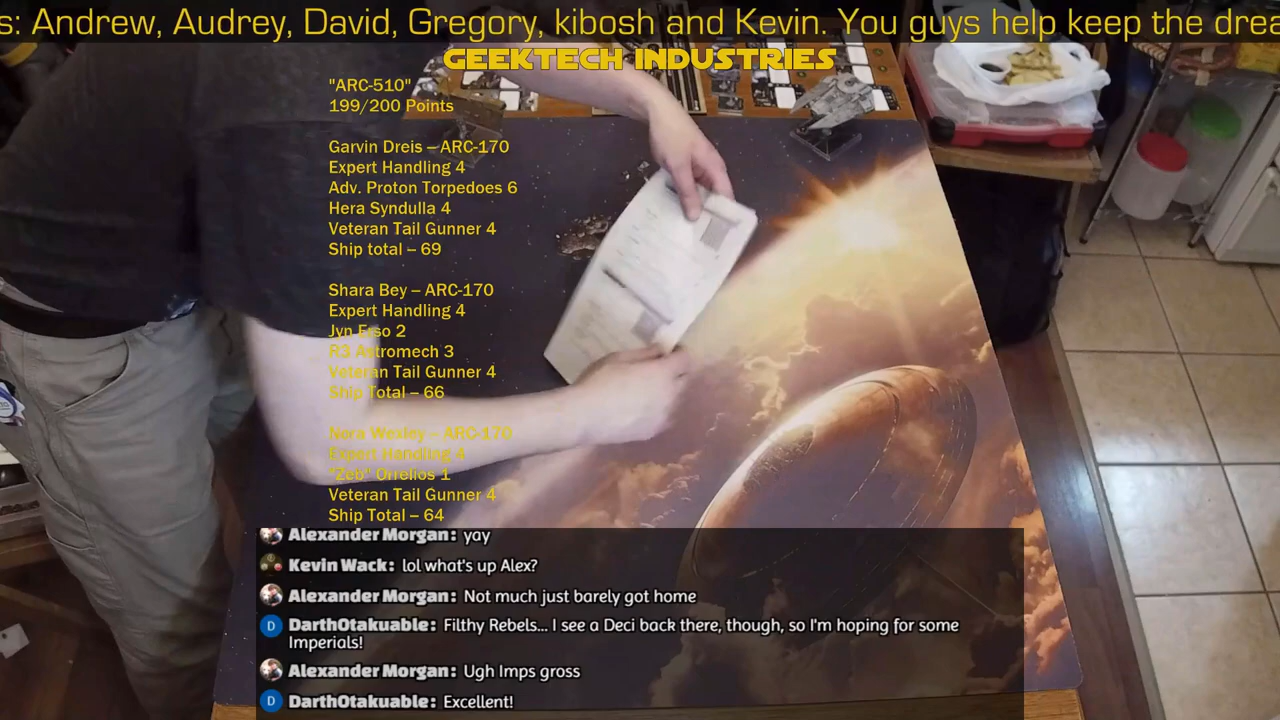 s: Andrew, Audrey, David, Gregory, kibosh and Kevin. You guys help keep the drea
GEEKTECH INDUSTRIES
"ARC-510"
199/200 Points
Garvin Dreis – ARC-170
Expert Handling 4
Adv. Proton Torpedoes 6
Hera Syndulla 4
Veteran Tail Gunner 4
Ship total – 69
Shara Bey – ARC-170
Expert Handling 4
Jyn Erso 2
R3 Astromech 3
Veteran Tail Gunner 4
Ship Total – 66
Nora Wesley – ARC-170
Expert Handling 4
"Zeb" Orrelios 1
Veteran Tail Gunner 4
Ship Total – 64
Alexander Morgan: yay
Kevin Wack: lol what's up Alex?
Alexander Morgan: Not much just barely got home
D DarthOtakuable: Filthy Rebels... I see a Deci back there, though, so I'm hoping for some
Imperials!
Alexander Morgan: Ugh Imps gross
D DarthOtakuable: Excellent!